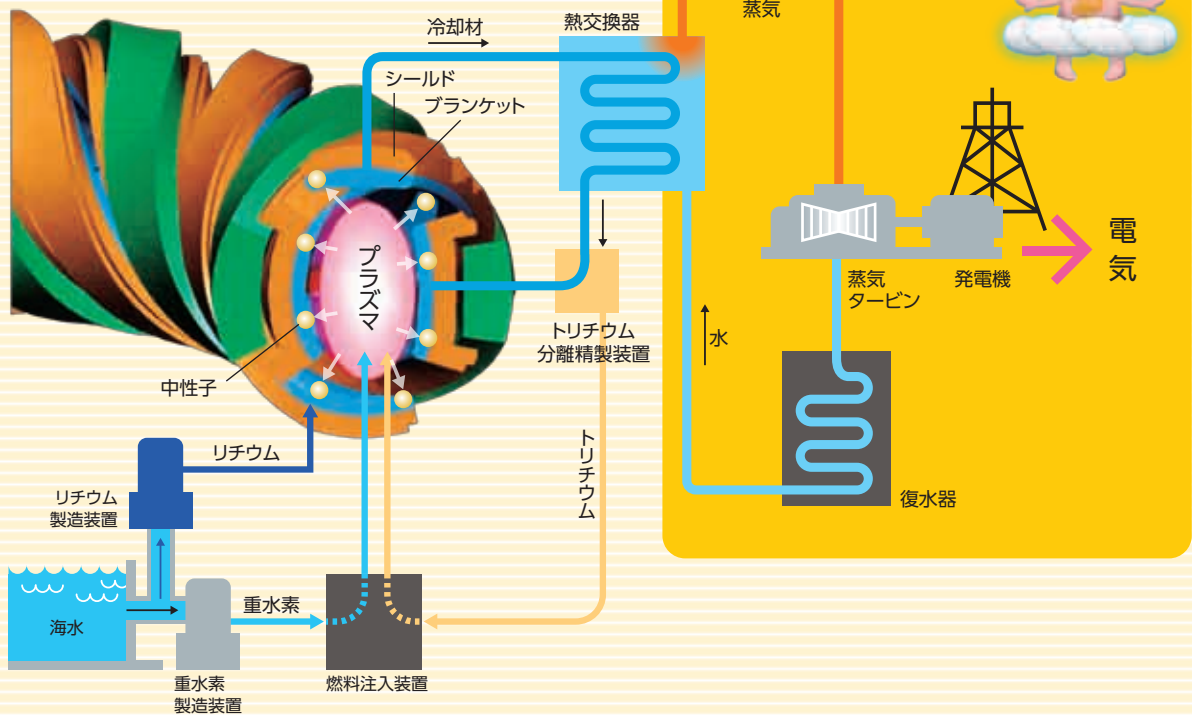 蒸気
冷却材
熱交換器
シールド
ブランケット
プラズマ
電気
蒸気
タービン
発電機
トリチウム
分離精製装置
水
中性子
リチウム
トリチウム
リチウム
製造装置
復水器
重水素
海水
重水素
製造装置
燃料注入装置